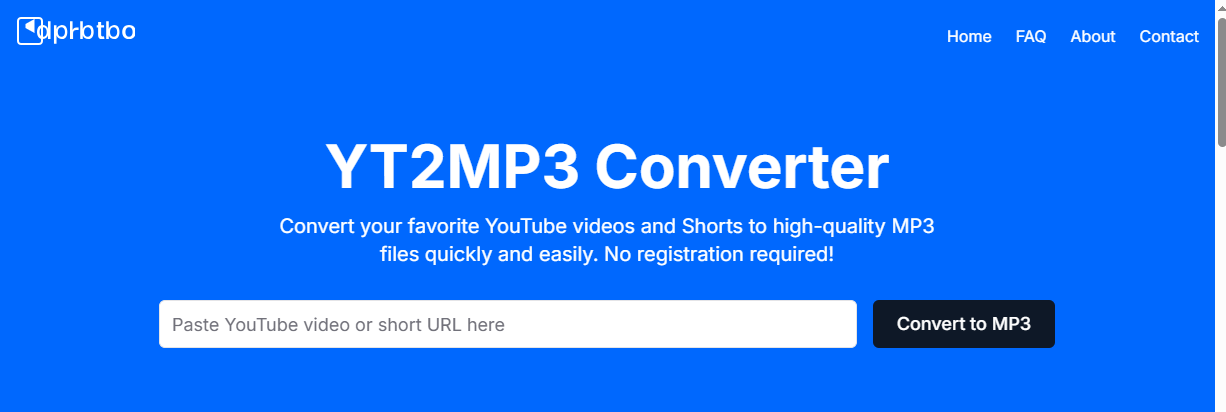 Home FAQ About Contact
YT2MP3 Converter
Convert your favorite YouTube videos and Shorts to high-quality MP3
files quickly and easily. No registration required!
Paste YouTube video or short URL here
Convert to MP3